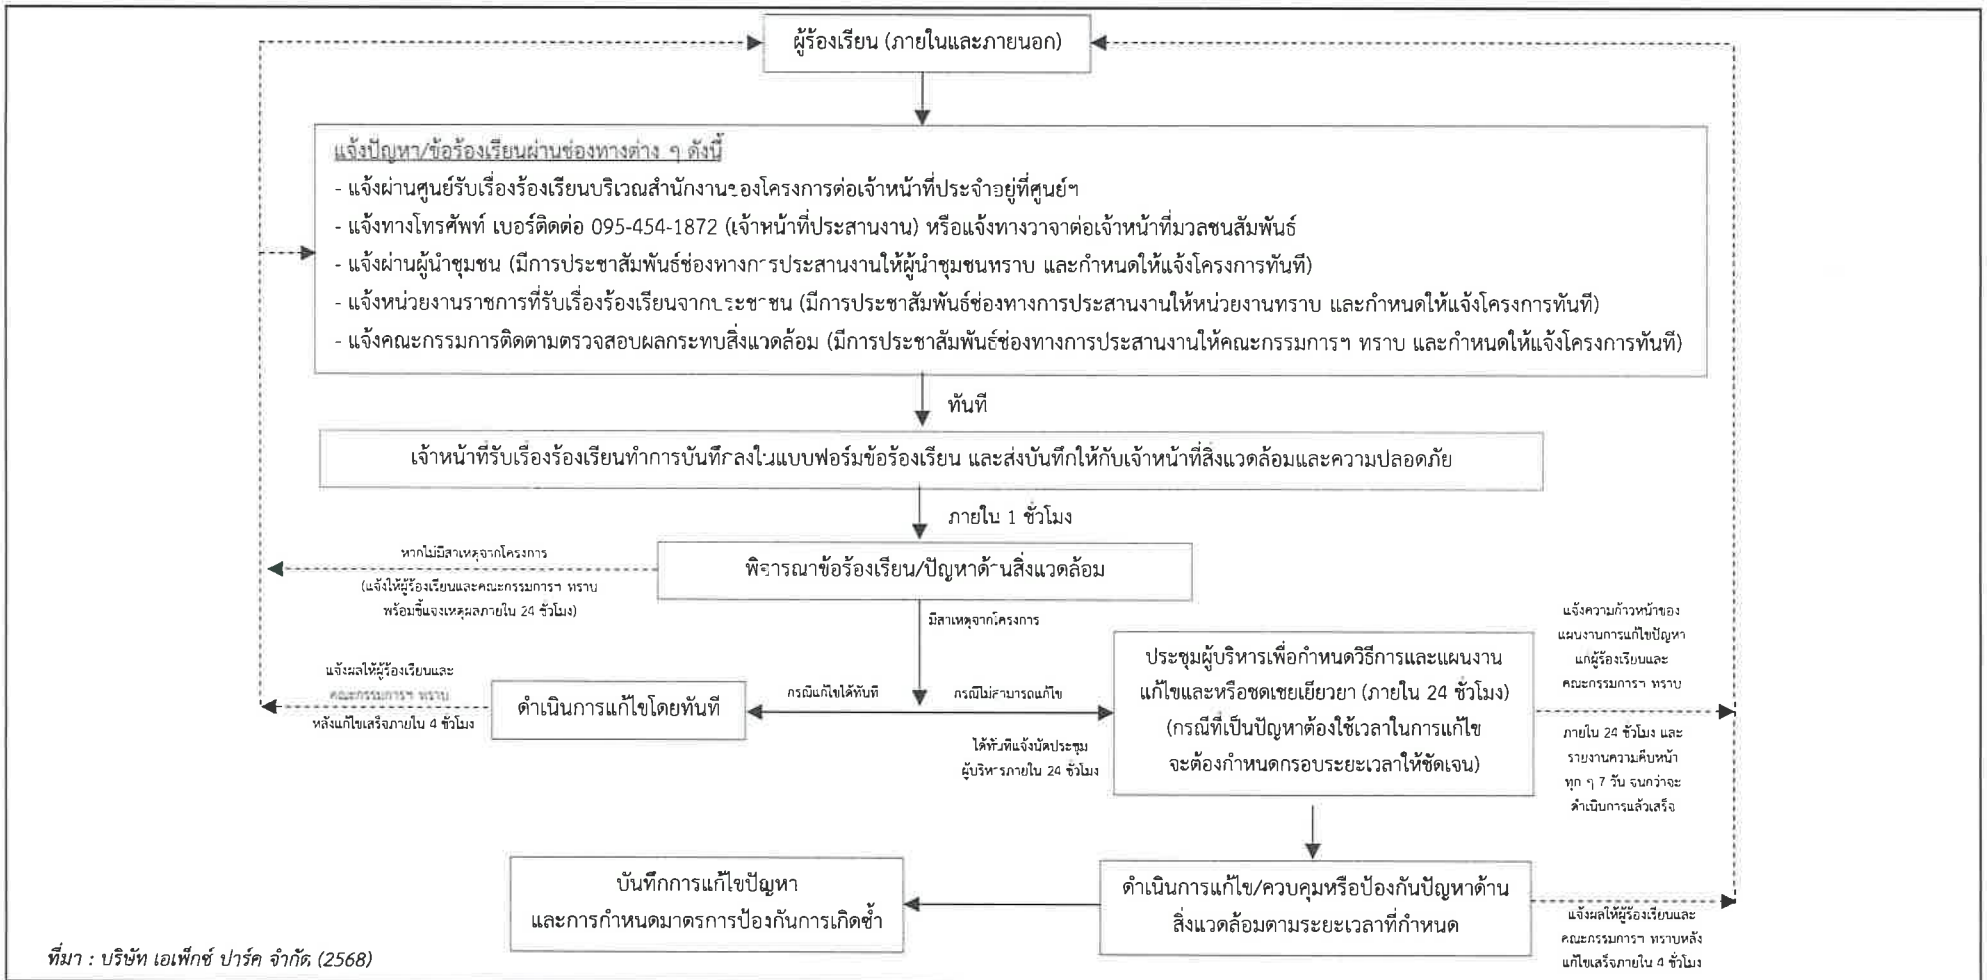 ผู้ร้องเรียน (ภายในและภายนอก)
แจ้งปัญหา/ข้อร้องเรียนผ่านช่องทางต่าง ๆ ดังนี้
- แจ้งผ่านศูนย์รับเรื่องร้องเรียนบริเวณสำนักงานของโครงการต่อเจ้าหน้าที่ประจำอยู่ที่ศูนย์ฯ
- แจ้งทางโทรศัพท์ เบอร์ติดต่อ 095-454-1872 (เจ้าหน้าที่ประสานงาน) หรือแจ้งทางวาจาต่อเจ้าหน้าที่มวลชนสัมพันธ์
- แจ้งผ่านผู้นำชุมชน (มีการประชาสัมพันธ์ช่องทางการประสานงานให้ผู้นำชุมชนทราบ และกำหนดให้แจ้งโครงการทันที)
- แจ้งหน่วยงานราชการที่รับเรื่องร้องเรียนจากประชาชน (มีการประชาสัมพันธ์ช่องทางการประสานงานให้หน่วยงานทราบ และกำหนดให้แจ้งโครงการทันที)
- แจ้งคณะกรรมการติดตามตรวจสอบผลกระทบสิ่งแวดล้อม (มีการประชาสัมพันธ์ช่องทางการประสานงานให้คณะกรรมการฯ ทราบ และกำหนดให้แจ้งโครงการทันที)
ทันที
เจ้าหน้าที่รับเรื่องร้องเรียนทำการบันทึกลงในแบบฟอร์มข้อร้องเรียน และส่งบันทึกให้กับเจ้าหน้าที่สิ่งแวดล้อมและความปลอดภัย
ภายใน 1 ชั่วโมง
พิจารณาข้อร้องเรียน/ปัญหาด้านสิ่งแวดล้อม
หากไม่มีสาเหตุจากโครงการ
(แจ้งให้ผู้ร้องเรียนและคณะกรรมการฯ ทราบ
พร้อมชี้แจงเหตุผลภายใน 24 ชั่วโมง)
มีสาเหตุจากโครงการ
กรณีแก้ไขได้ทันที
กรณีไม่สามารถแก้ไข
ได้ทันทีแจ้งนัดประชุม
ผู้บริหารภายใน 24 ชั่วโมง
ดำเนินการแก้ไขโดยทันที
แจ้งผลให้ผู้ร้องเรียนและ
คณะกรรมการฯ ทราบ
หลังแก้ไขเสร็จภายใน 4 ชั่วโมง
ประชุมผู้บริหารเพื่อกำหนดวิธีการและแผนงาน
แก้ไขและหรือชดเชยเยียวยา (ภายใน 24 ชั่วโมง)
(กรณีที่เป็นปัญหาต้องใช้เวลาในการแก้ไข
จะต้องกำหนดกรอบระยะเวลาให้ชัดเจน)
แจ้งความก้าวหน้าของ
แผนงานการแก้ไขปัญหา
แก่ผู้ร้องเรียนและ
คณะกรรมการฯ ทราบ
ภายใน 24 ชั่วโมง และ
รายงานความคืบหน้า
ทุก ๆ 7 วัน จนกว่าจะ
ดำเนินการแล้วเสร็จ
ดำเนินการแก้ไข/ควบคุมหรือป้องกันปัญหาด้าน
สิ่งแวดล้อมตามระยะเวลาที่กำหนด
แจ้งผลให้ผู้ร้องเรียนและ
คณะกรรมการฯ ทราบหลัง
แก้ไขเสร็จภายใน 4 ชั่วโมง
บันทึกการแก้ไขปัญหา
และการกำหนดมาตรการป้องกันการเกิดซ้ำ
ที่มา : บริษัท เอเพ็กซ์ ปาร์ค จำกัด (2568)